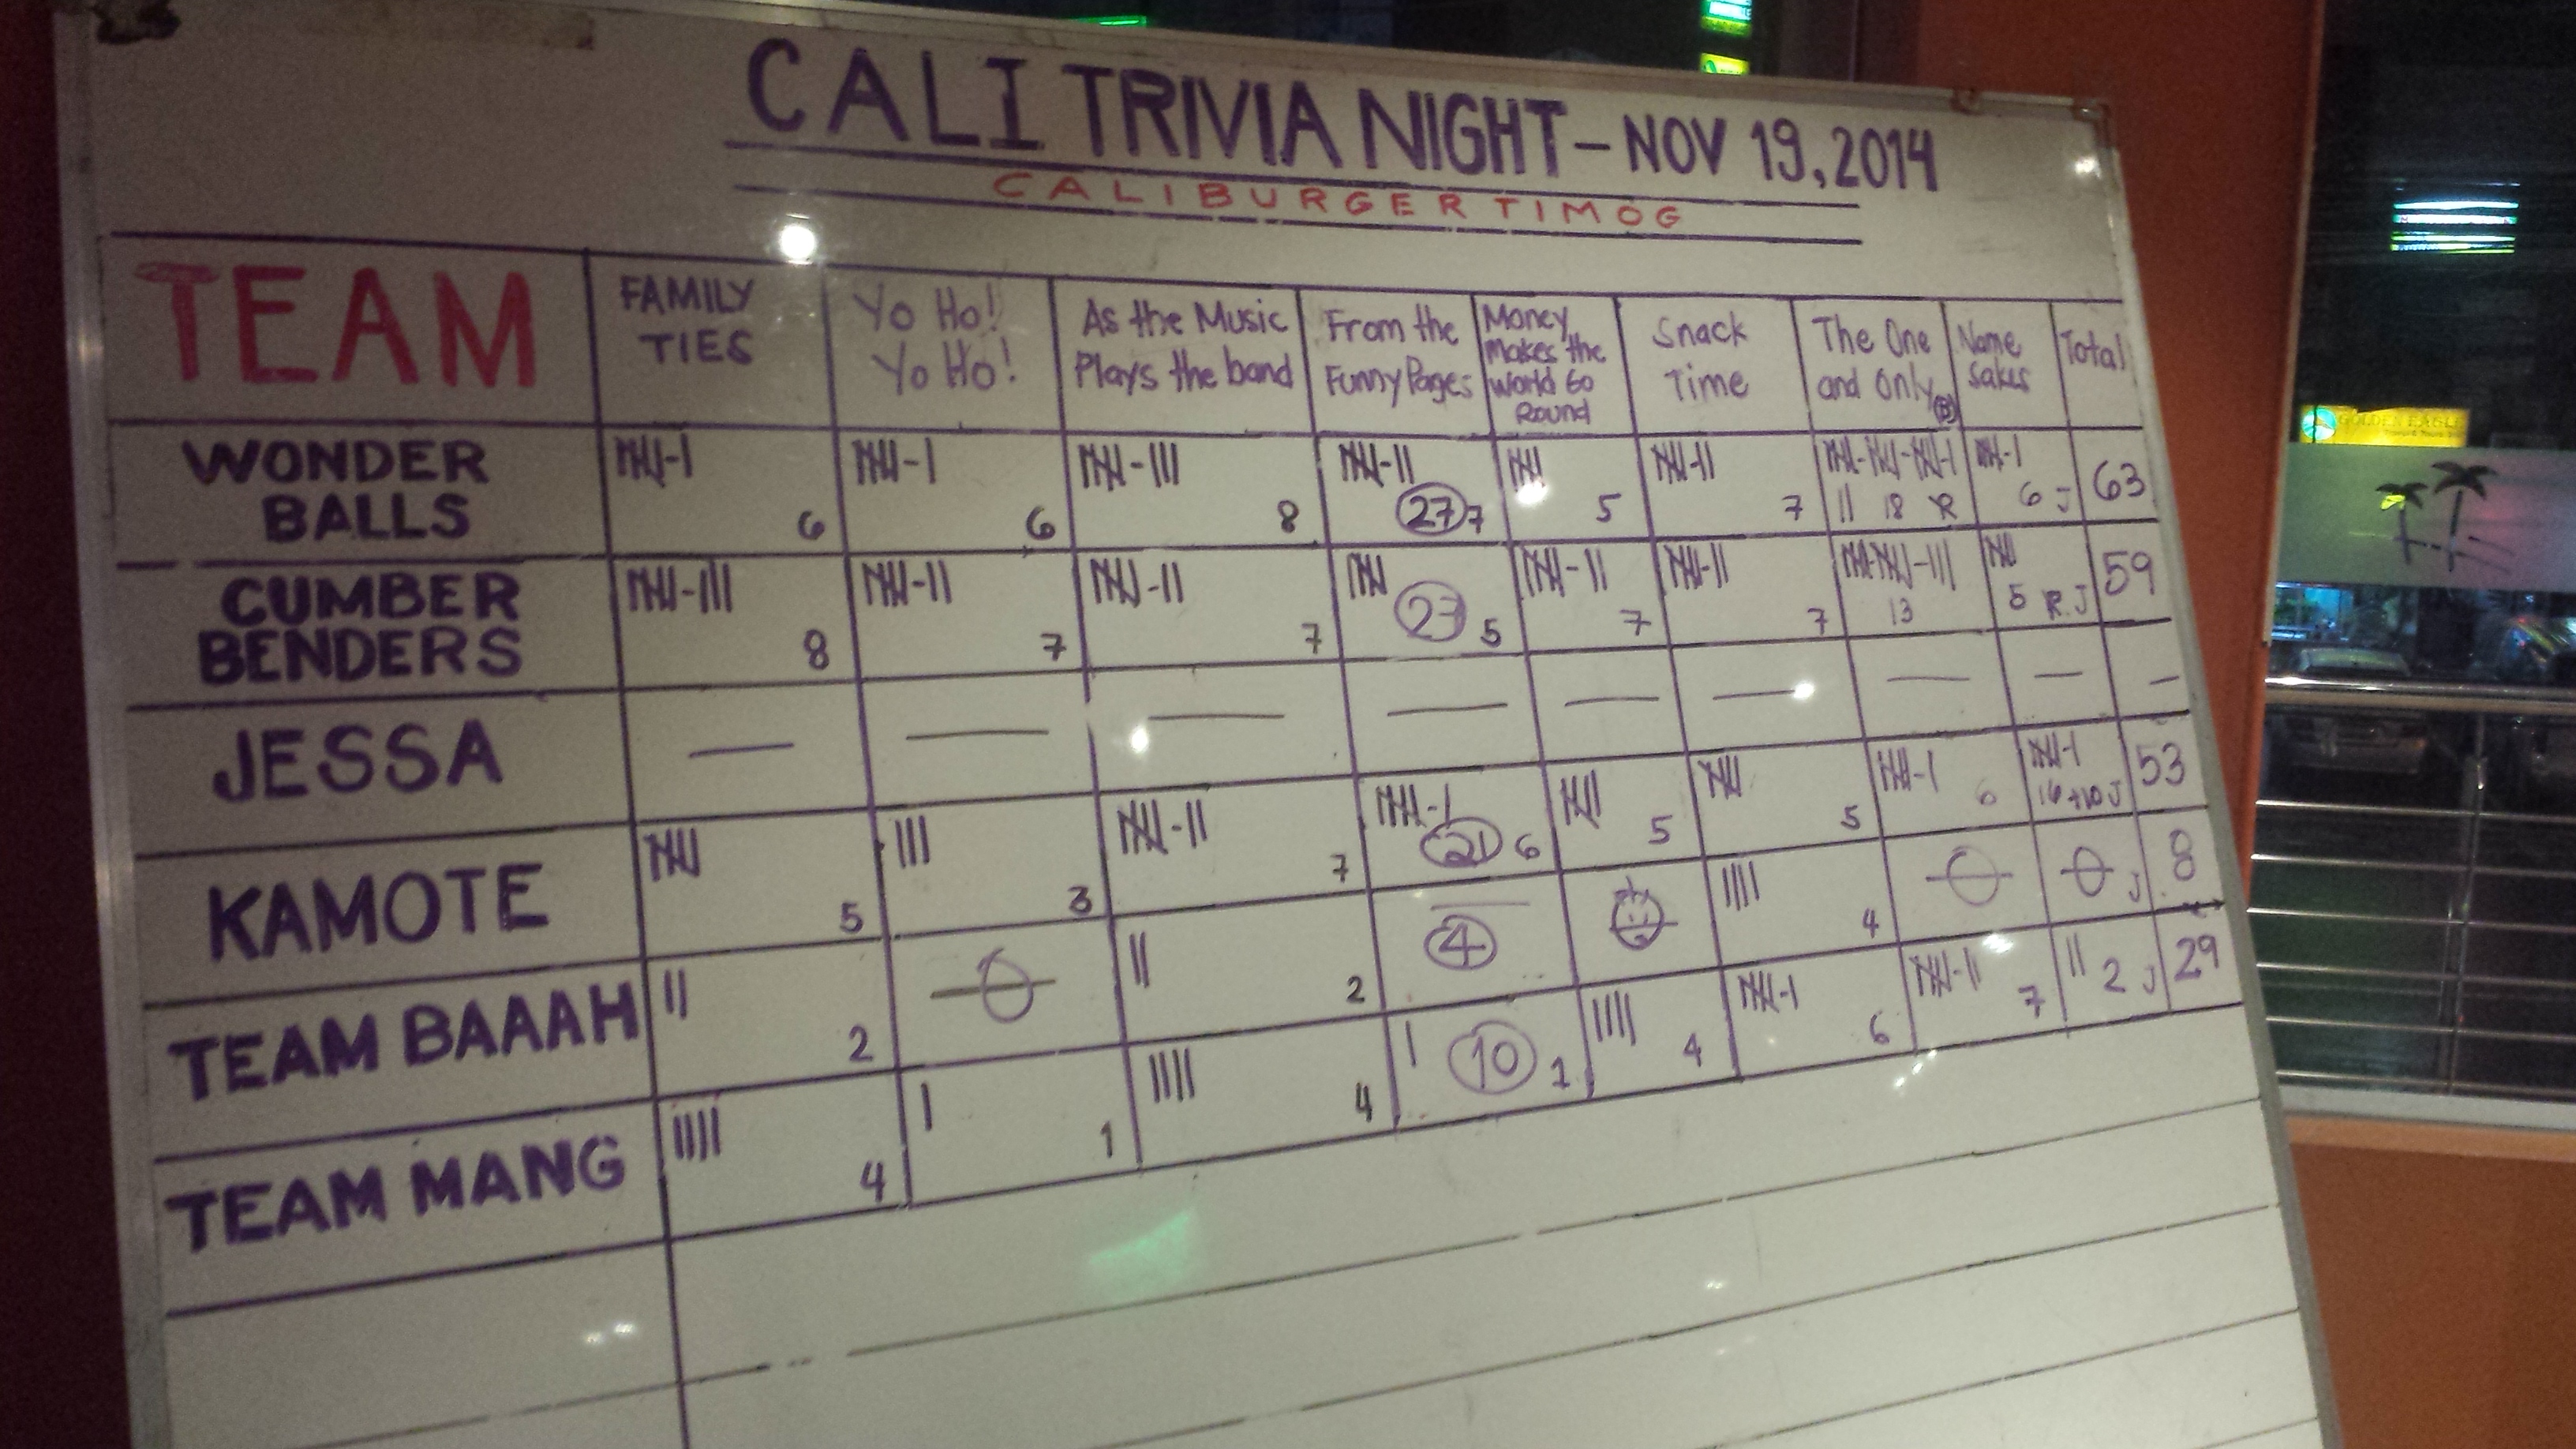 CALI TRIVIA NIGHT - NOV 19, 2014
CALIBURGER TIMOG
TEAM
FAMILY
TIES
Yo Ho!
Yo Ho!
As the Music
Plays the band
From the
Funny Pages
Money
makes the
World Go
Round
Snack
Time
The One
and Only
Name
Sakes
Total
WONDER
BALLS
6
6
8
27 7
5
7
18 R
6 J
63
CUMBER
BENDERS
8
7
7
27 5
7
7
13
5 R.J
59
JESSA
KAMOTE
5
3
7
21 6
5
5
6
16 +10 J
53
TEAM BAAAH
2
0
2
4
4
0
0 J
8
TEAM MANG
4
1
4
10 1
4
6
7
2 J
29
GOLDEN EAGLE